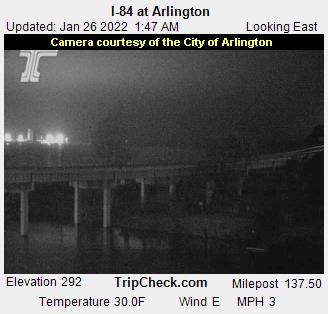 I-84 at Arlington
Updated: Jan 26 2022 1:47 AM Looking East
Camera courtesy of the City of Arlington
Elevation 292 TripCheck.com Milepost 137.50
Temperature 30.0F Wind E MPH 3